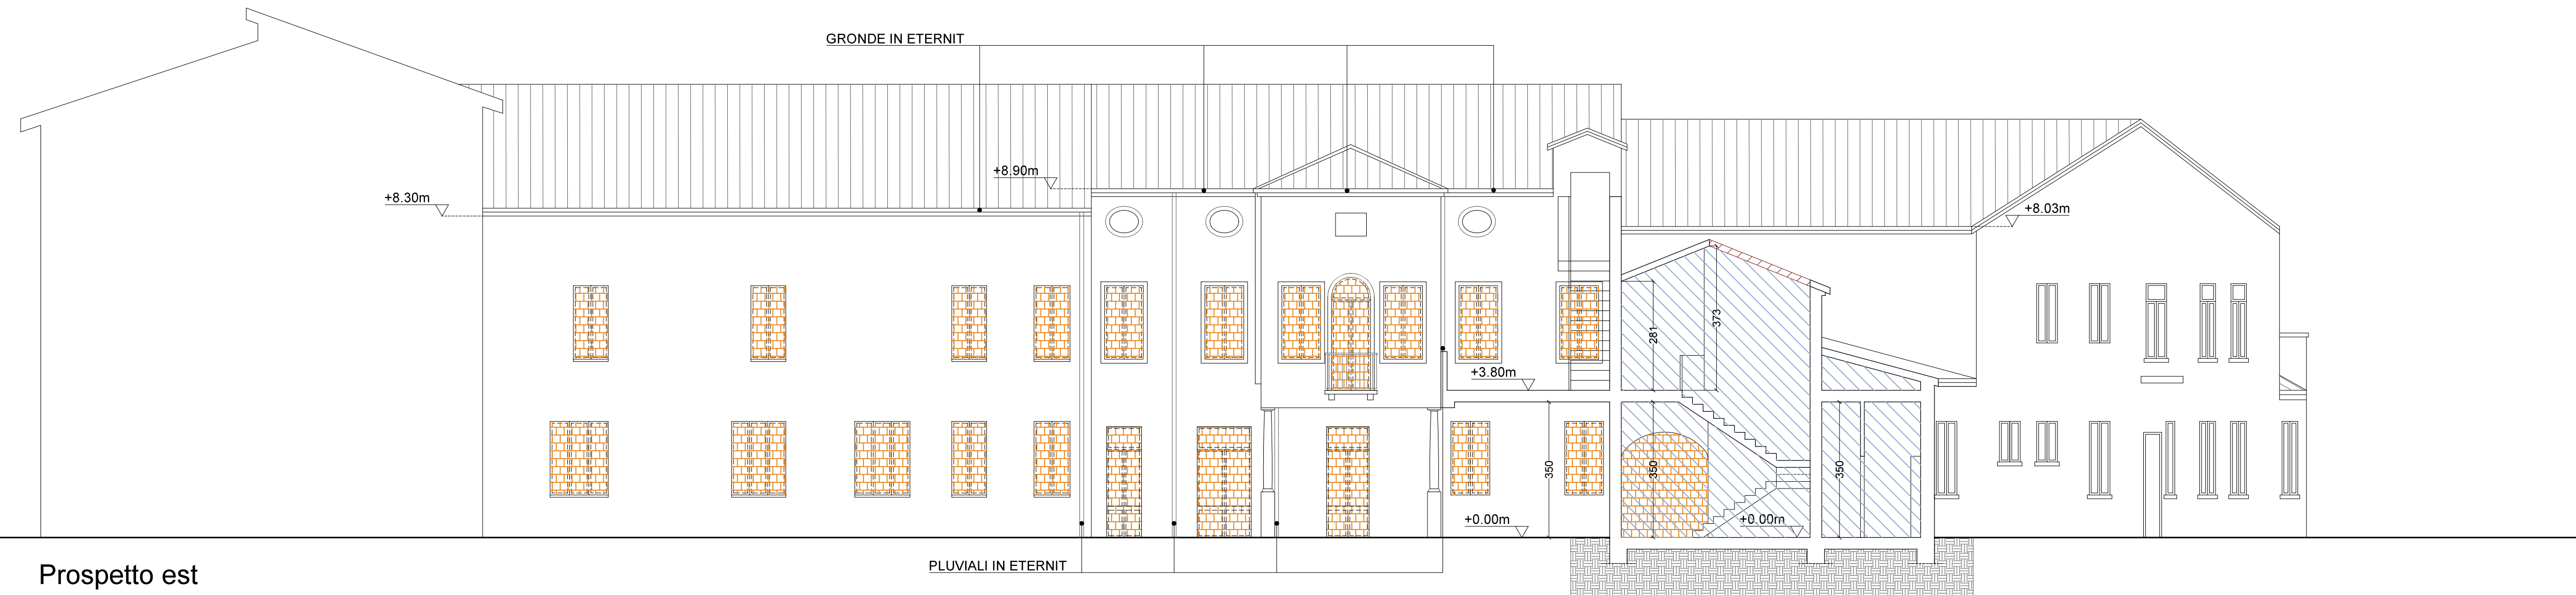 GRONDE IN ETERNIT
+8.90m
+8.30m
+8.03m
373
281
+3.80m
350
350
350
+0.00m
+0.00m
PLUVIALI IN ETERNIT
Prospetto est